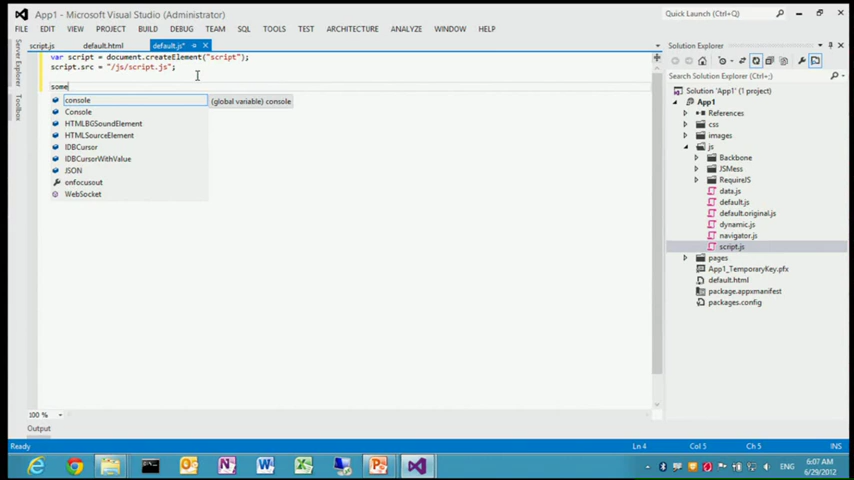 App1 - Microsoft Visual Studio (Administrator)
Quick Launch (Ctrl+;)
FILE EDIT VIEW PROJECT BUILD DEBUG TEAM SQL TOOLS TEST ARCHITECTURE ANALYZE WINDOW HELP
script.js default.html default.js*
Server Explorer
Toolbox
var script = document.createElement("script");
script.src = "/js/script.js";
some
console
(global variable) console
Console
HTMLBGSoundElement
HTMLSourceElement
IDBCursor
IDBCursorWithValue
JSON
onfocusout
WebSocket
Solution Explorer
Search Solution Explorer (Ctrl+;)
Solution 'App1' (1 project)
App1
References
css
images
js
Backbone
JSMess
RequireJS
data.js
default.js
default.original.js
dynamic.js
navigator.js
script.js
pages
App1_TemporaryKey.pfx
default.html
package.appxmanifest
packages.config
100 %
Output
Ready
Ln 4 Col 5 Ch 5 INS
ENG
6:07 AM
6/29/2012